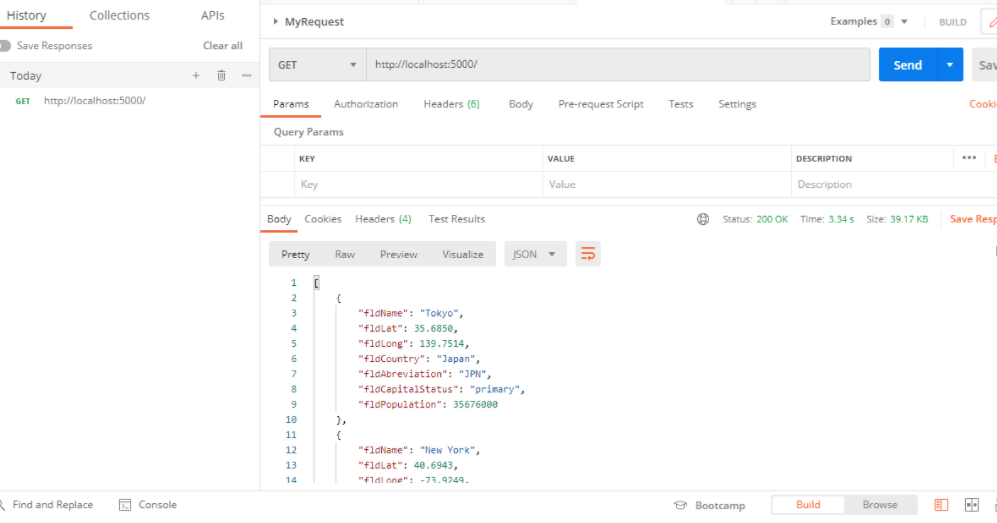 History Collections APIs
Save Responses Clear all
Today
GET http://localhost:5000/
MyRequest Examples 0 BUILD
GET http://localhost:5000/ Send
Params Authorization Headers (6) Body Pre-request Script Tests Settings
Query Params
KEY VALUE DESCRIPTION
Key Value Description
Body Cookies Headers (4) Test Results Status: 200 OK Time: 3.34 s Size: 39.17 KB Save
Pretty Raw Preview Visualize JSON
1 [
2 {
3 "fldName": "Tokyo",
4 "fldLat": 35.6850,
5 "fldLong": 139.7514,
6 "fldCountry": "Japan",
7 "fldAbreviation": "JPN",
8 "fldCapitalStatus": "primary",
9 "fldPopulation": 35676000
10 },
11 {
12 "fldName": "New York",
13 "fldLat": 40.6943,
14 "fldLong": -73.9249,
Find and Replace Console Bootcamp Build Browse